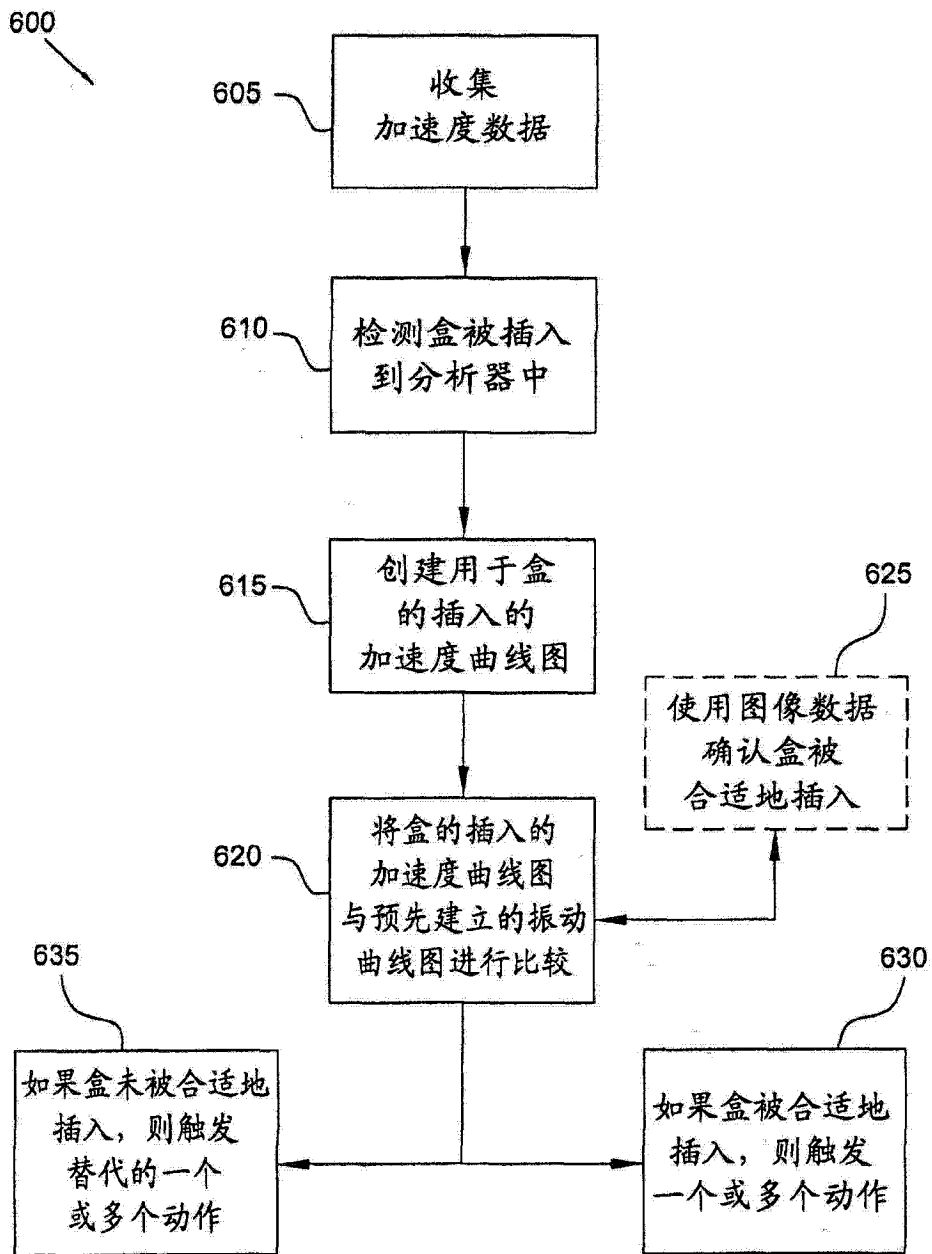 600
605
收集
加速度数据
610
检测盒被插入
到分析器中
615
创建用于盒
的插入的
加速度曲线图
625
使用图像数据
确认盒被
合适地插入
620
将盒的插入的
加速度曲线图
与预先建立的振动
曲线图进行比较
635
如果盒未被合适地
插入，则触发
替代的一个
或多个动作
630
如果盒被合适地
插入，则触发
一个或多个动作